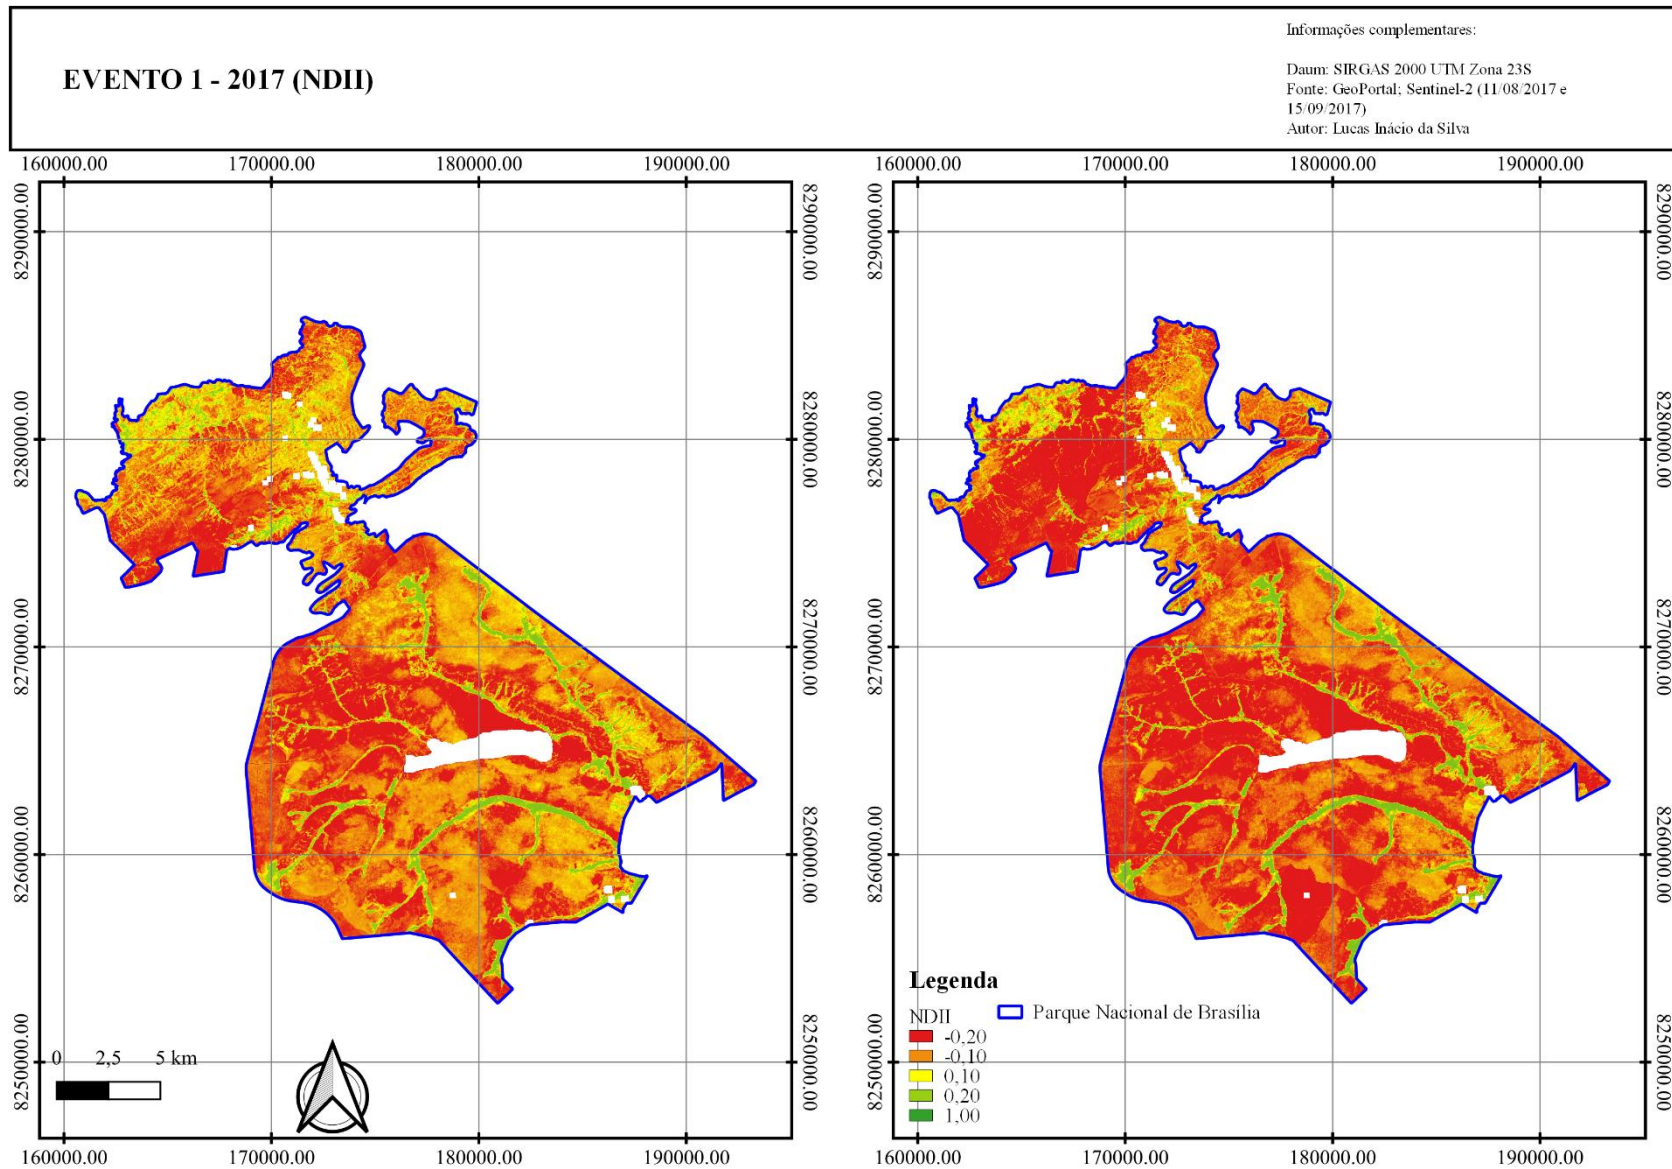 EVENTO 1 - 2017 (NDII)
Informações complementares:
Daum: SIRGAS 2000 UTM Zona 23S
Fonte: GeoPortal; Sentinel-2 (11/08/2017 e
15/09/2017)
Autor: Lucas Inácio da Silva
160000.00 170000.00 180000.00 190000.00
160000.00 170000.00 180000.00 190000.00
8290000.00 8290000.00 8290000.00 8290000.00
8280000.00 8280000.00 8280000.00 8280000.00
8270000.00 8270000.00 8270000.00 8270000.00
8260000.00 8260000.00 8260000.00 8260000.00
8250000.00 8250000.00 8250000.00 8250000.00
0 2,5 5 km
Legenda
NDII
-0,20
-0,10
0,10
0,20
1,00
Parque Nacional de Brasília
160000.00 170000.00 180000.00 190000.00
160000.00 170000.00 180000.00 190000.00